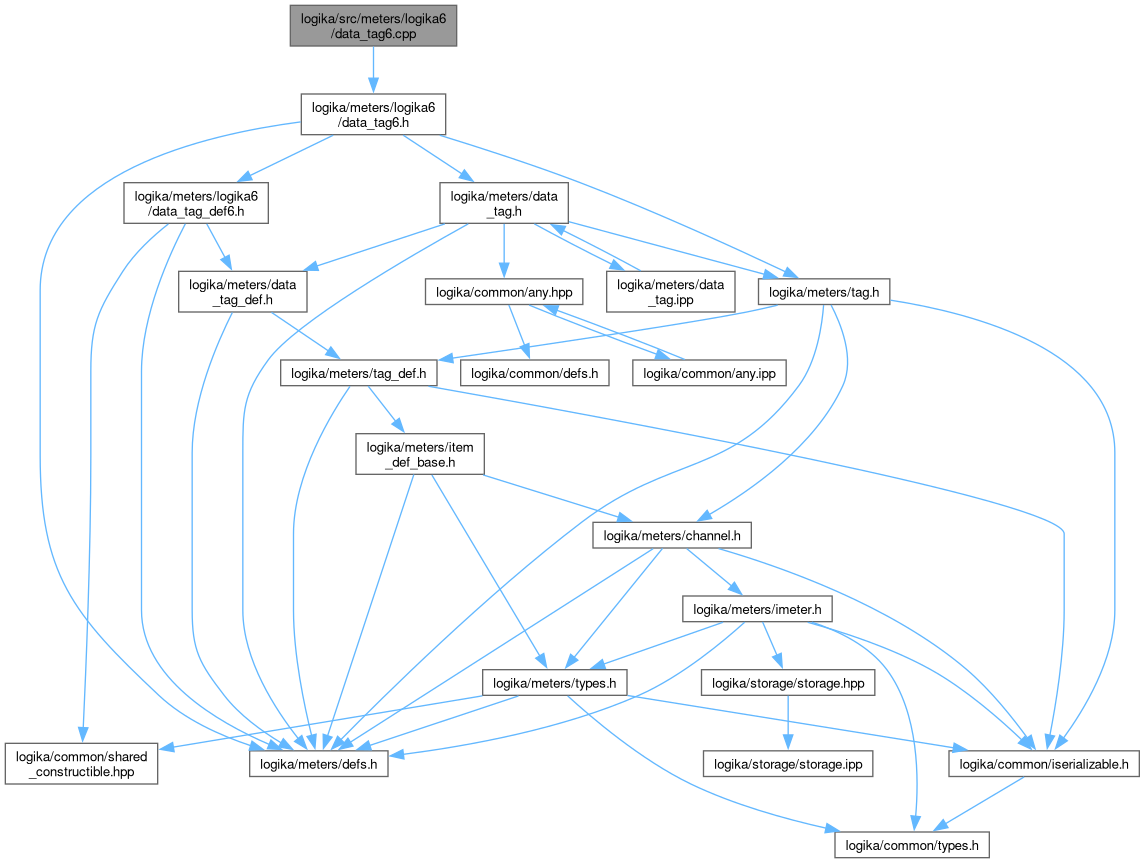 logika/src/meters/logika6
/data_tag6.cpp
logika/meters/logika6
/data_tag6.h
logika/meters/logika6
/data_tag_def6.h
logika/meters/data
_tag.h
logika/meters/data
_tag_def.h
logika/common/any.hpp
logika/meters/data
_tag.ipp
logika/meters/tag.h
logika/meters/tag_def.h
logika/common/defs.h
logika/common/any.ipp
logika/meters/item
_def_base.h
logika/meters/channel.h
logika/meters/imeter.h
logika/meters/types.h
logika/storage/storage.hpp
logika/common/shared
_constructible.hpp
logika/meters/defs.h
logika/storage/storage.ipp
logika/common/iserializable.h
logika/common/types.h